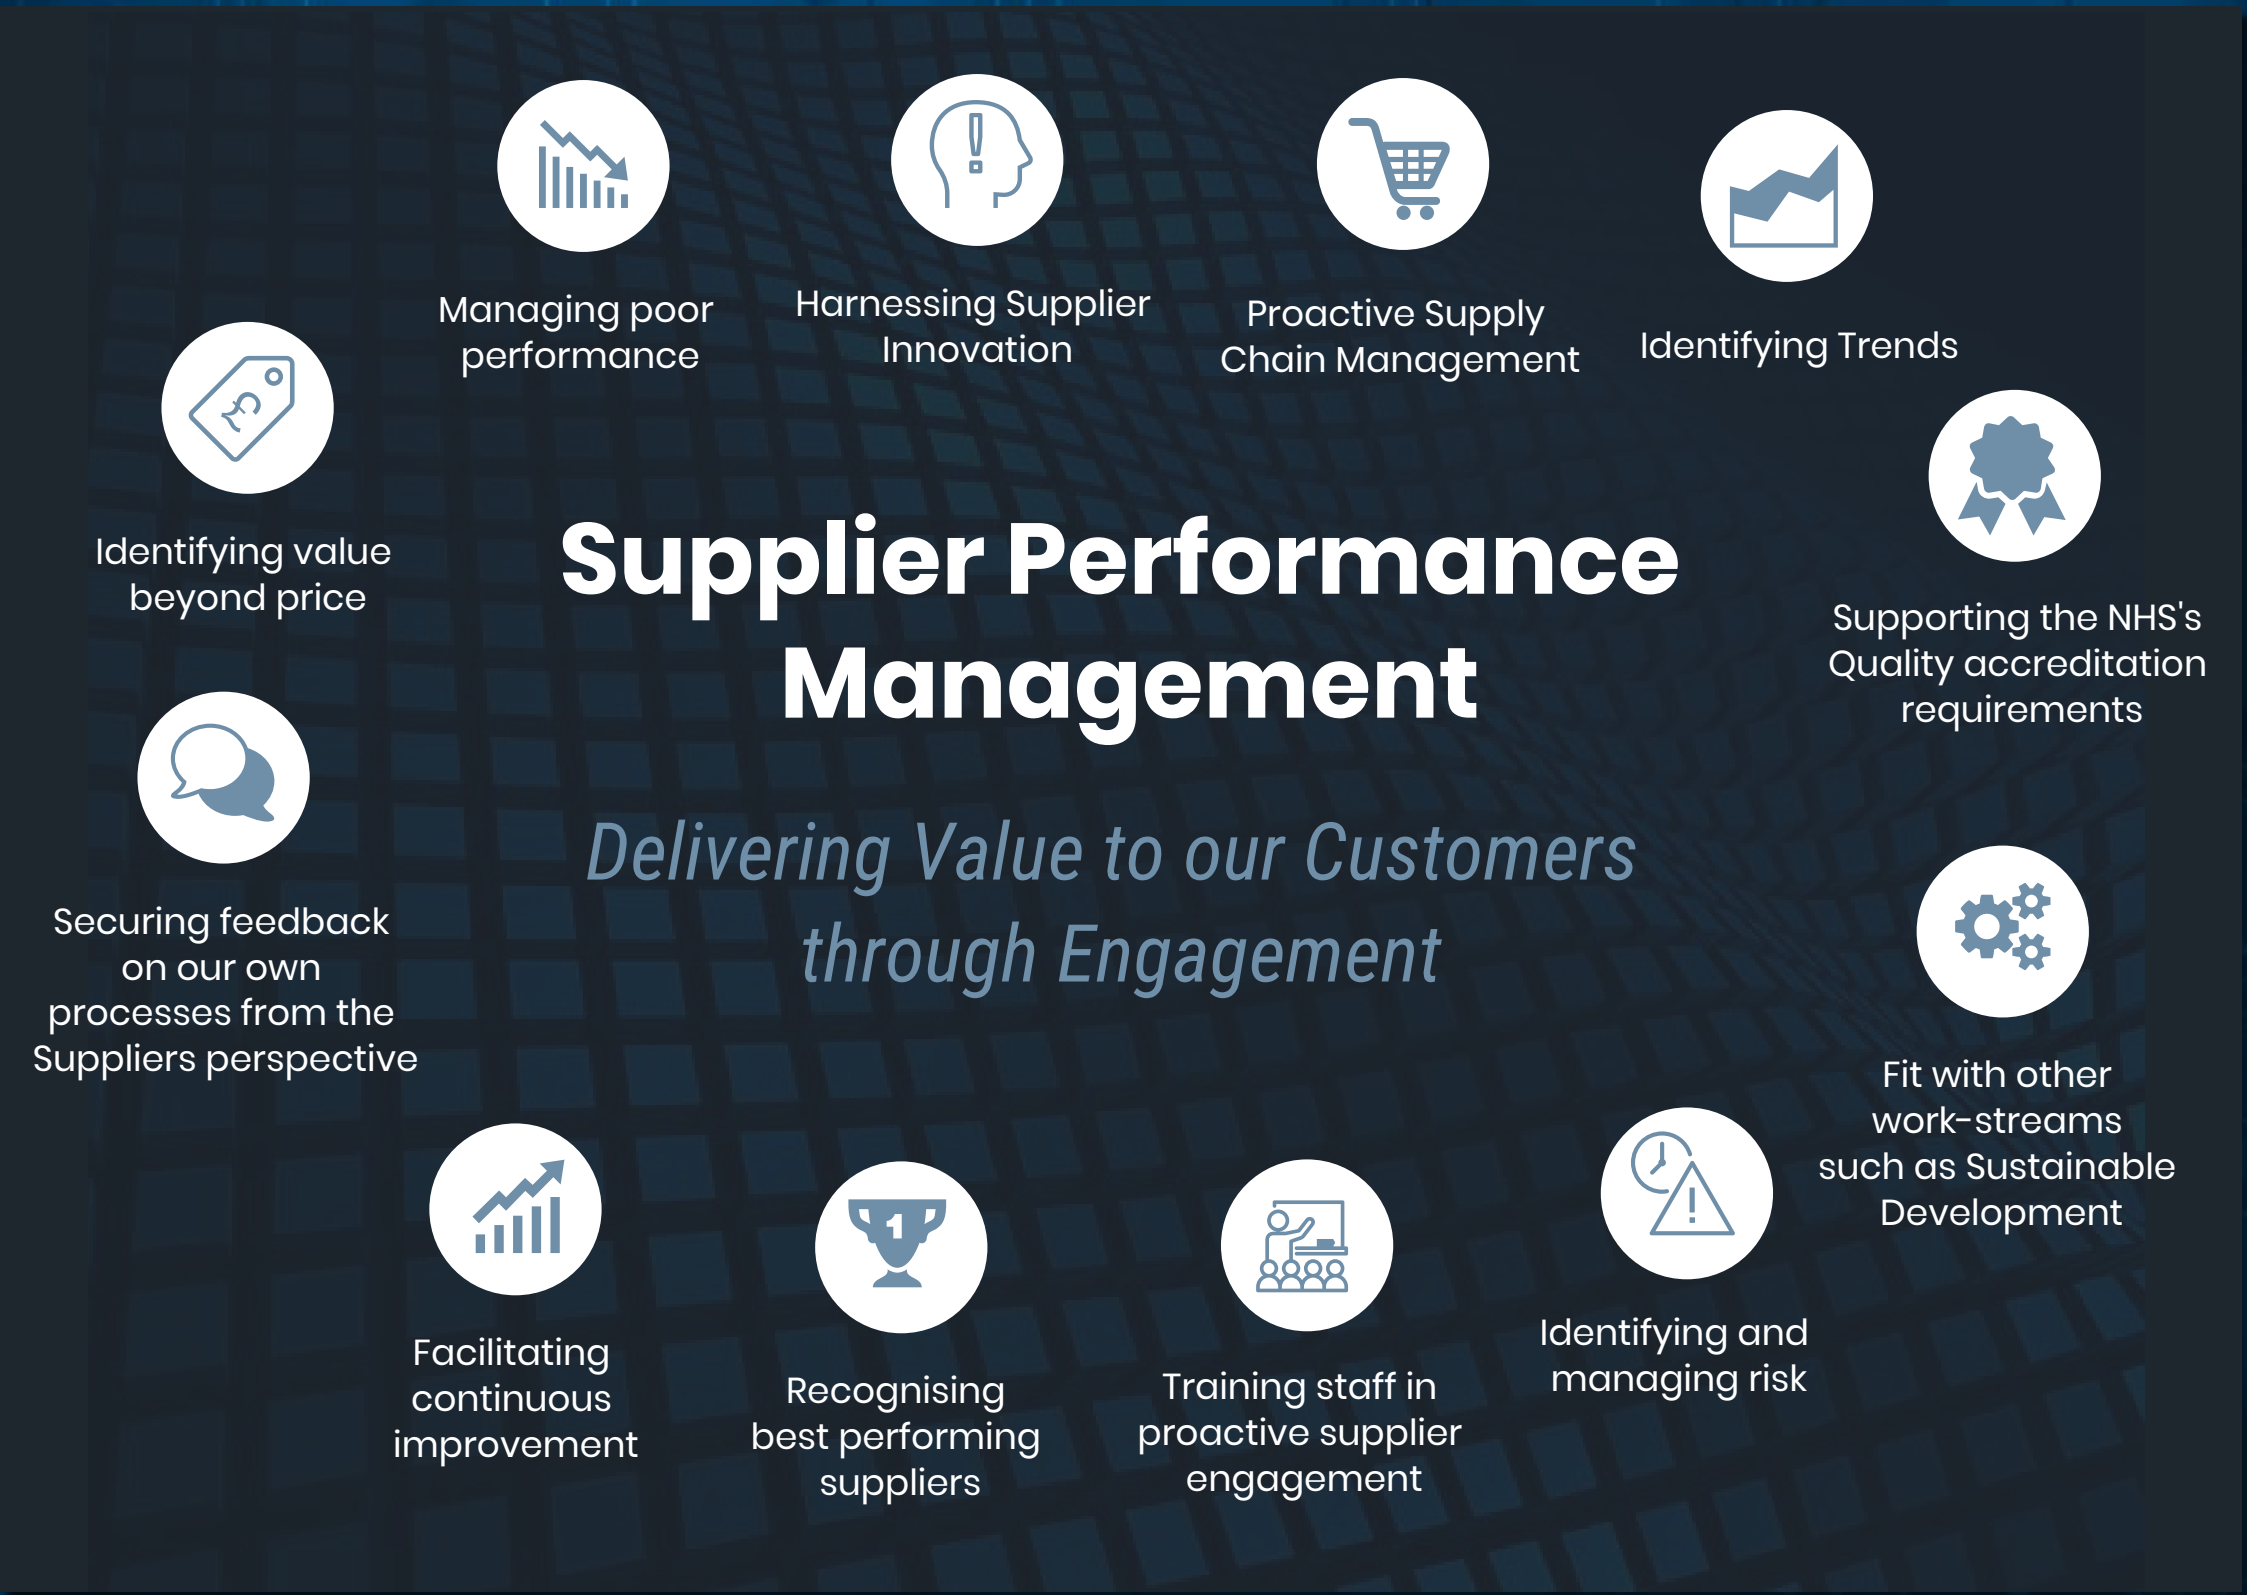 Managing poor
performance
Harnessing Supplier
Innovation
Proactive Supply
Chain Management
Identifying Trends
£
Identifying value
beyond price
Supplier Performance
Management
Supporting the NHS's
Quality accreditation
requirements
Delivering Value to our Customers
through Engagement
Securing feedback
on our own
processes from the
Suppliers perspective
Fit with other
work-streams
such as Sustainable
Development
Facilitating
continuous
improvement
1
Recognising
best performing
suppliers
Training staff in
proactive supplier
engagement
Identifying and
managing risk